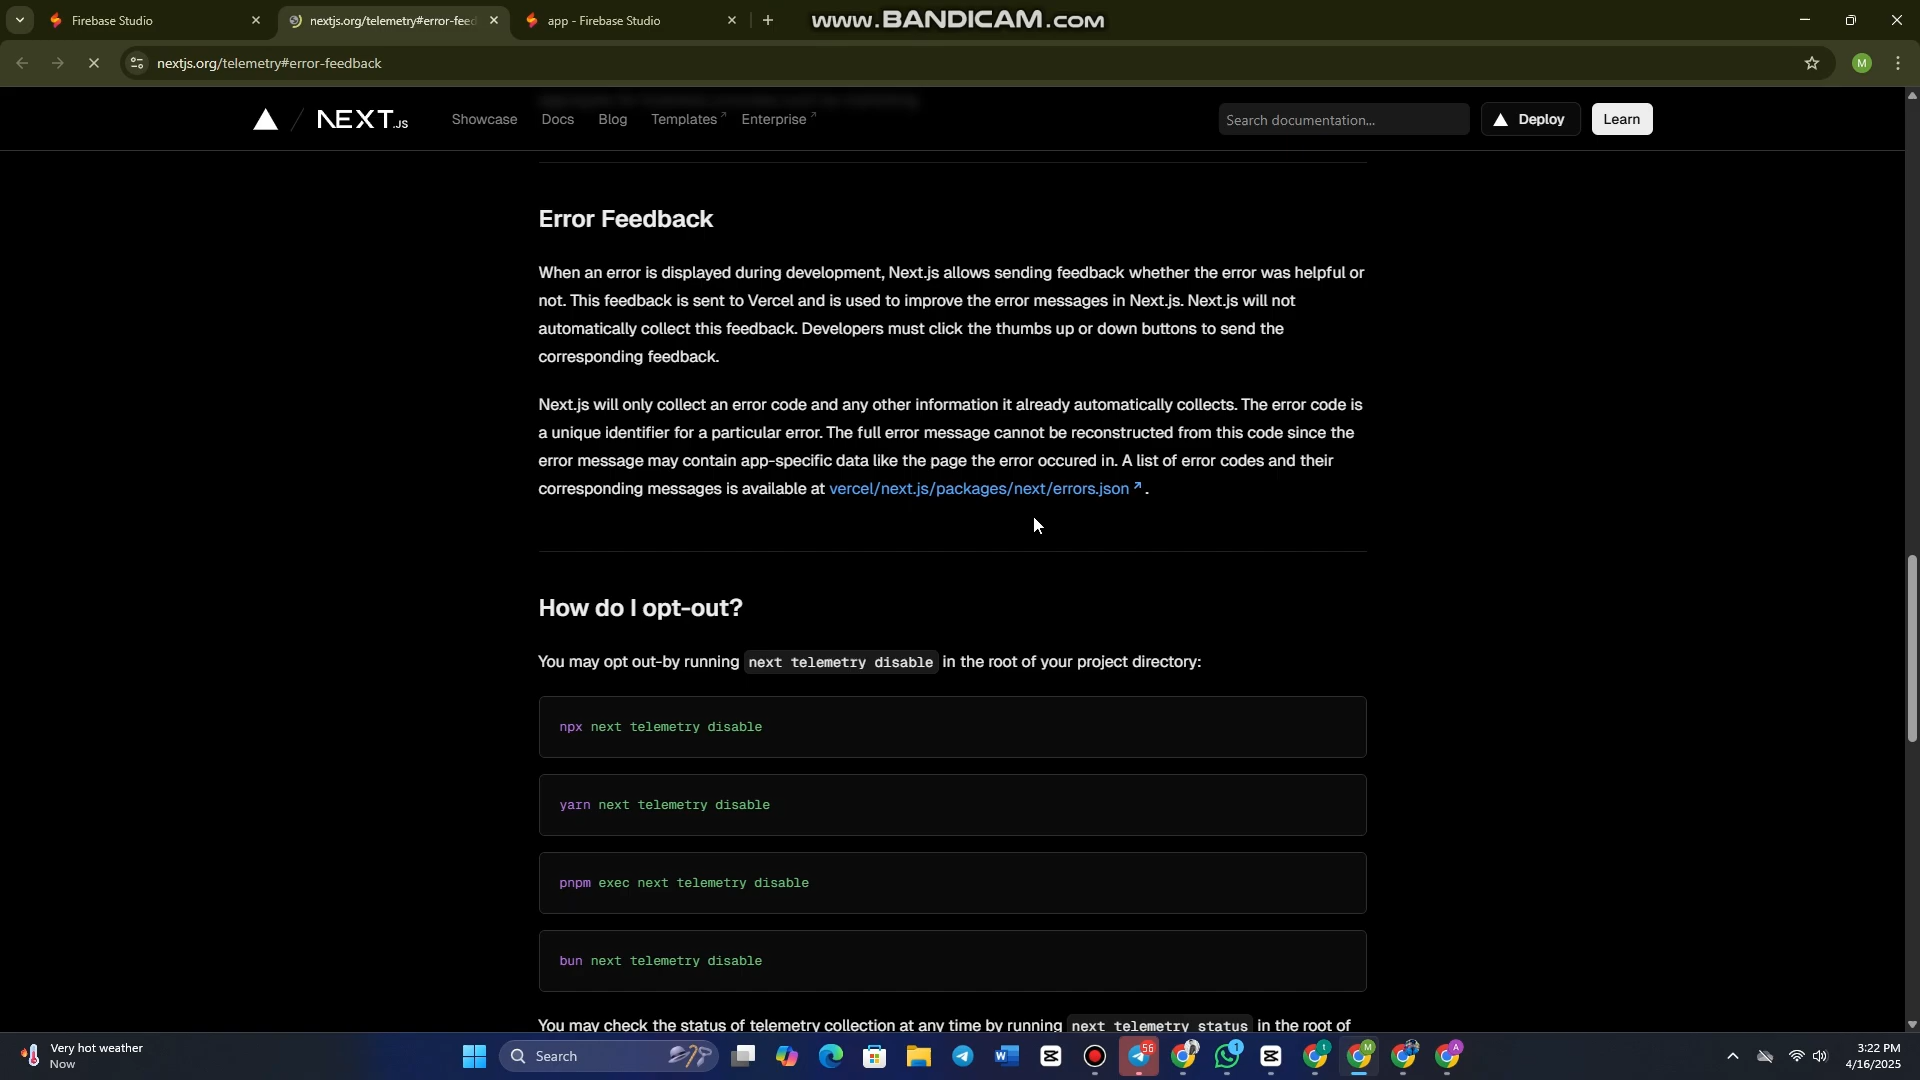 Firebase Studio
nextjs.org/telemetry#error-feed
app - Firebase Studio
www.BANDICAM.com
nextjs.org/telemetry#error-feedback
M
NEXT.JS
Showcase
Docs
Blog
Templates
Enterprise
Search documentation...
Deploy
Learn
Error Feedback
When an error is displayed during development, Next.js allows sending feedback whether the error was helpful or
not. This feedback is sent to Vercel and is used to improve the error messages in Next.js. Next.js will not
automatically collect this feedback. Developers must click the thumbs up or down buttons to send the
corresponding feedback.
Next.js will only collect an error code and any other information it already automatically collects. The error code is
a unique identifier for a particular error. The full error message cannot be reconstructed from this code since the
error message may contain app-specific data like the page the error occured in. A list of error codes and their
corresponding messages is available at vercel/next.js/packages/next/errors.json ↗.
How do I opt-out?
You may opt out-by running next telemetry disable in the root of your project directory:
npx next telemetry disable
yarn next telemetry disable
pnpm exec next telemetry disable
bun next telemetry disable
You may check the status of telemetry collection at any time by running next telemetry status in the root of
Very hot weather
Now
Search
56
1
t
M
A
3:22 PM
4/16/2025